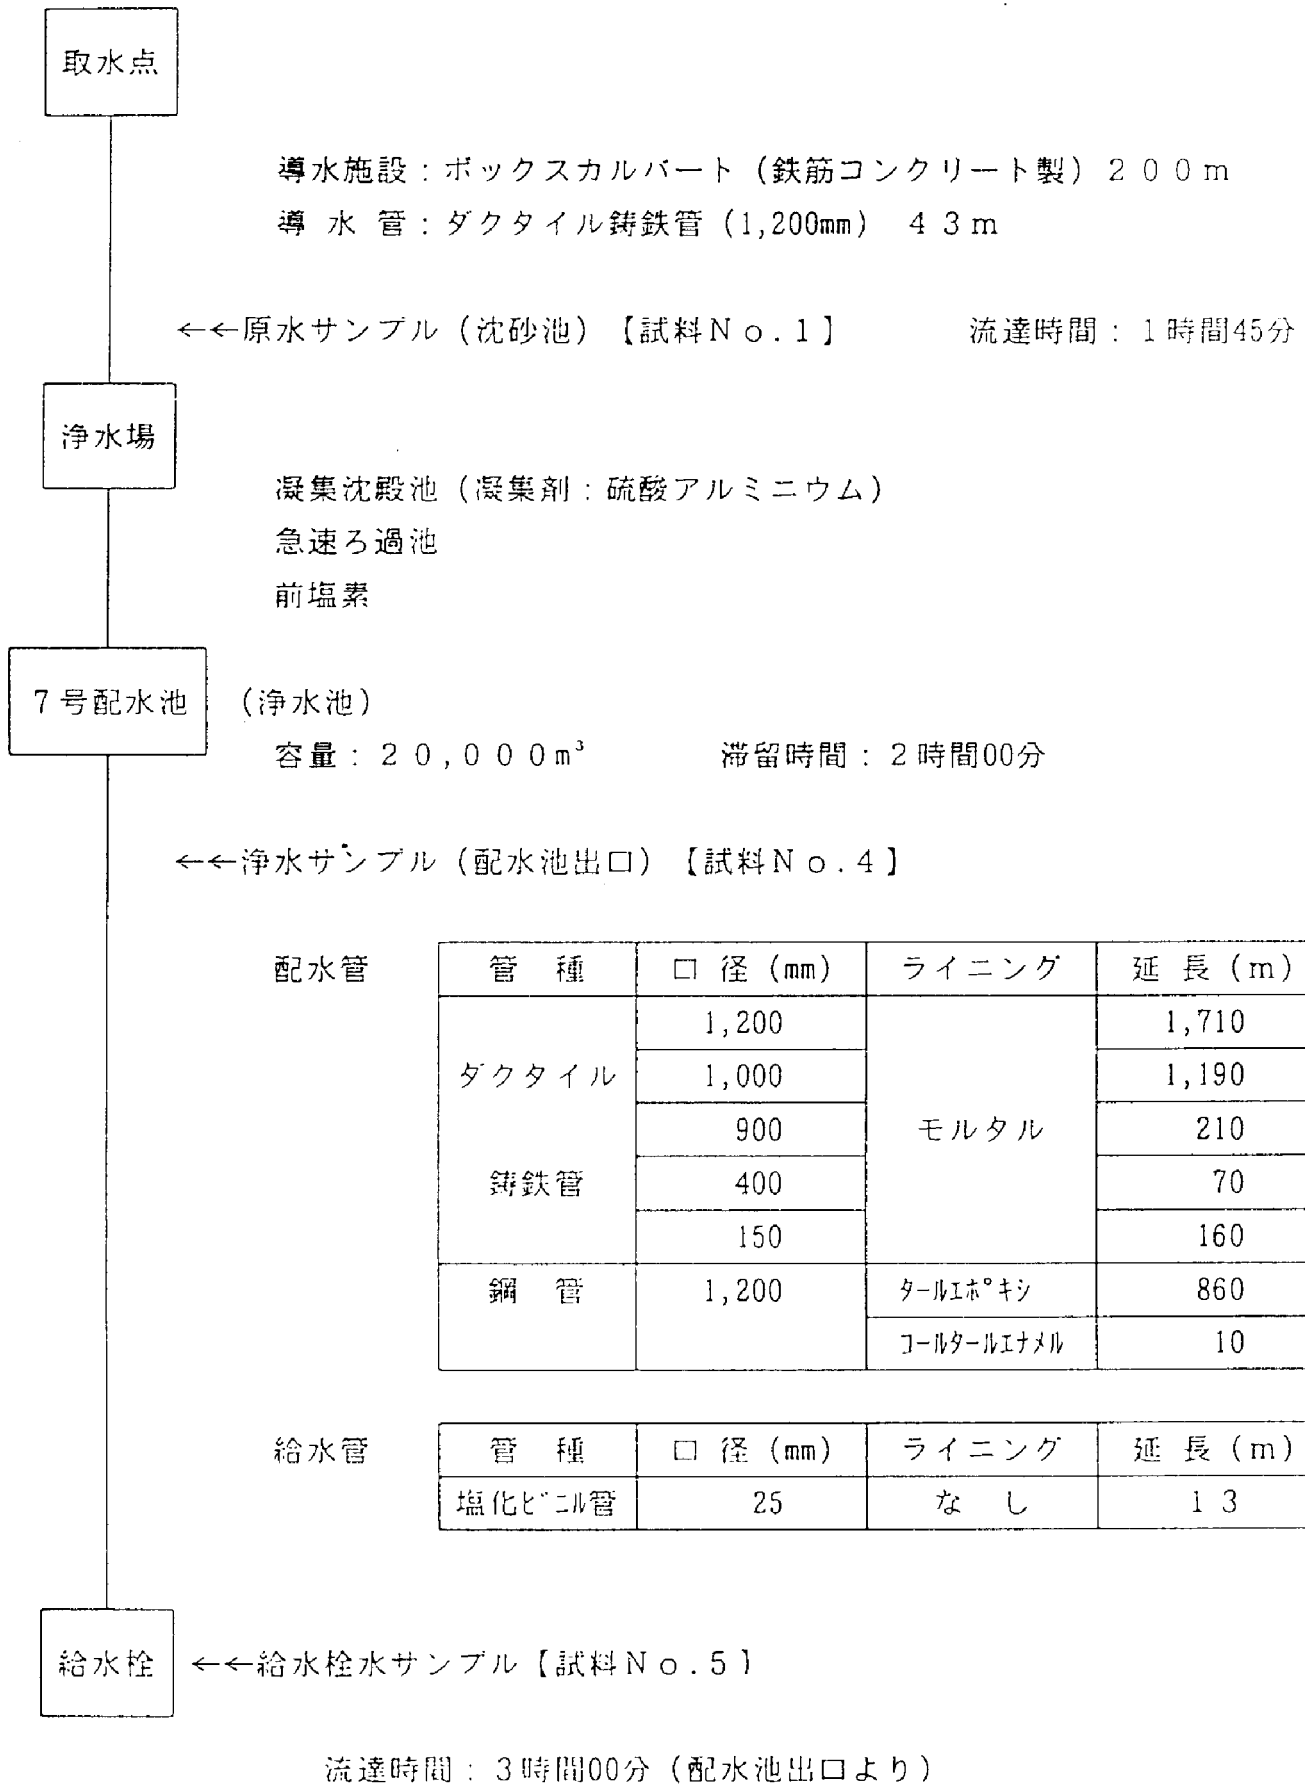 取水点
導水施設：ボックスカルバート（鉄筋コンクリート製）２００ｍ
導 水 管：ダクタイル鋳鉄管（1,200㎜） ４３ｍ
←←原水サンプル（沈砂池）【試料Ｎｏ．１】 流達時間：１時間45分
浄水場
凝集沈殿池（凝集剤：硫酸アルミニウム）
急速ろ過池
前塩素
７号配水池 （浄水池）
容量：２０，０００ｍ³ 滞留時間：２時間00分
←←浄水サンプル（配水池出口）【試料Ｎｏ．４】
配水管 管 種 口 径（㎜） ライニング 延 長（ｍ）
1,200 1,710
ダクタイル 1,000 1,190
900 モルタル 210
鋳鉄管 400 70
150 160
鋼 管 1,200 ﾀｰﾙｴﾎﾟｷｼ 860
ｺｰﾙﾀｰﾙｴﾅﾒﾙ 10
給水管 管 種 口 径（㎜） ライニング 延 長（ｍ）
塩化ﾋﾞﾆﾙ管 25 な し １３
給水栓 ←←給水栓水サンプル【試料Ｎｏ．５】
流達時間：３時間00分（配水池出口より）